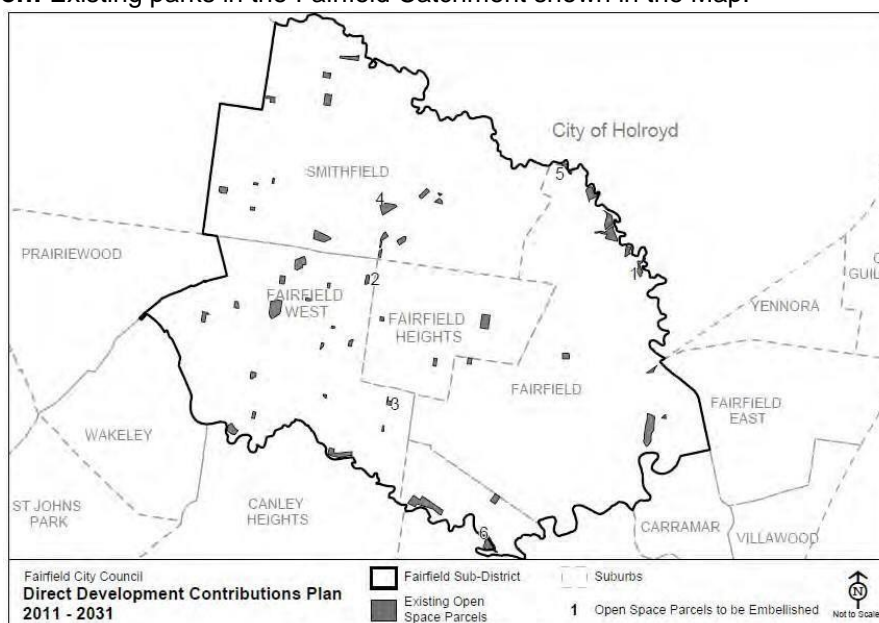 Existing parks in the Fairfield Catchment shown in the Map.
City of Holroyd
SMITHFIELD
5
4
PRAIRIEWOOD
2
1
GUIL
FAIRFIELD
WEST
YENNORA
FAIRFIELD
HEIGHTS
FAIRFIELD
3
FAIRFIELD
EAST
WAKELEY
ST JOHNS
PARK
CANLEY
HEIGHTS
6
CARRAMAR
VILLAWOOD
Fairfield City Council
Direct Development Contributions Plan
2011 - 2031
Fairfield Sub-District
Suburbs
Existing Open
Space Parcels
1 Open Space Parcels to be Embellished
N
Not to Scale